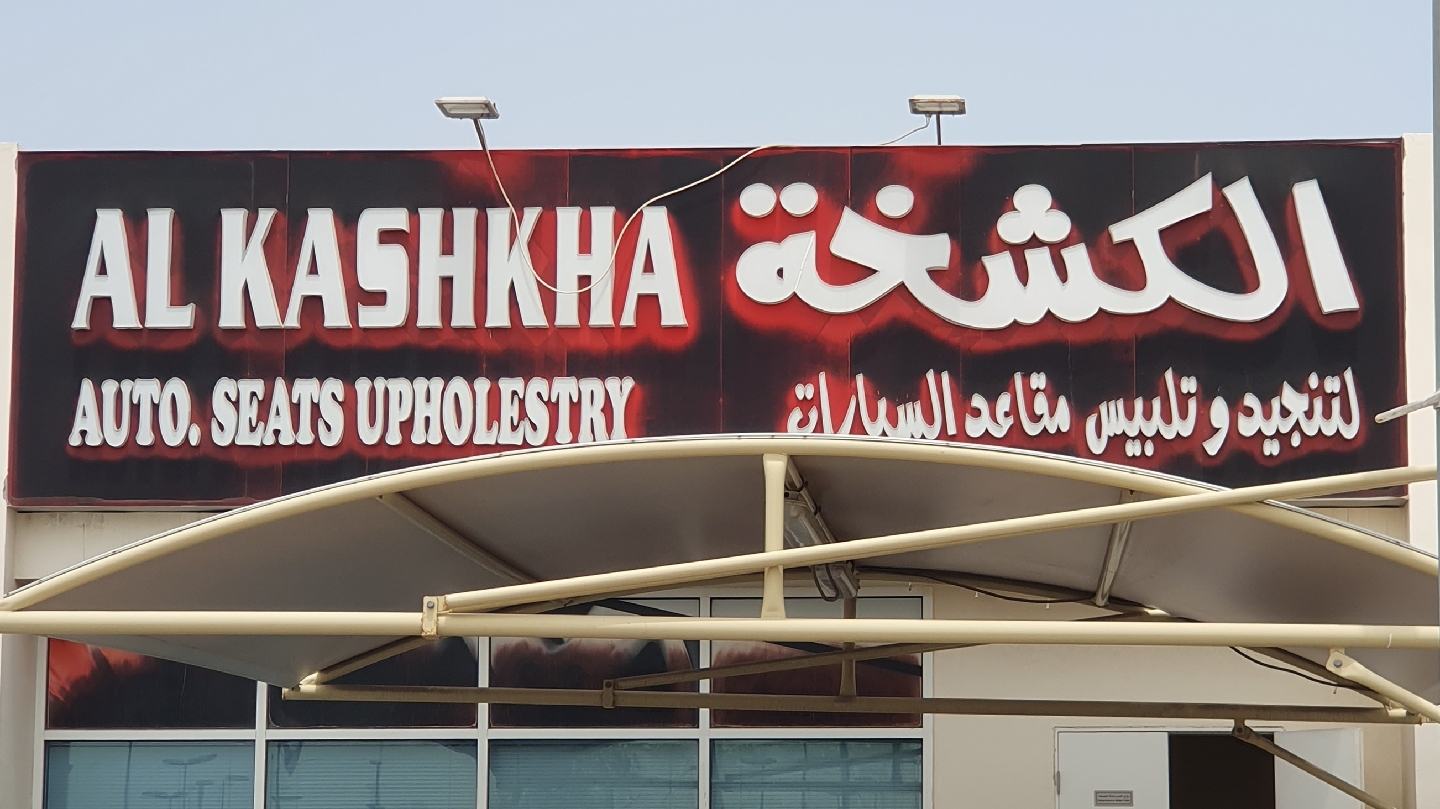 AL KASHKHA
الكشخة
AUTO. SEATS UPHOLESTRY
لتنجيد و تلبيس مقاعد السيارات